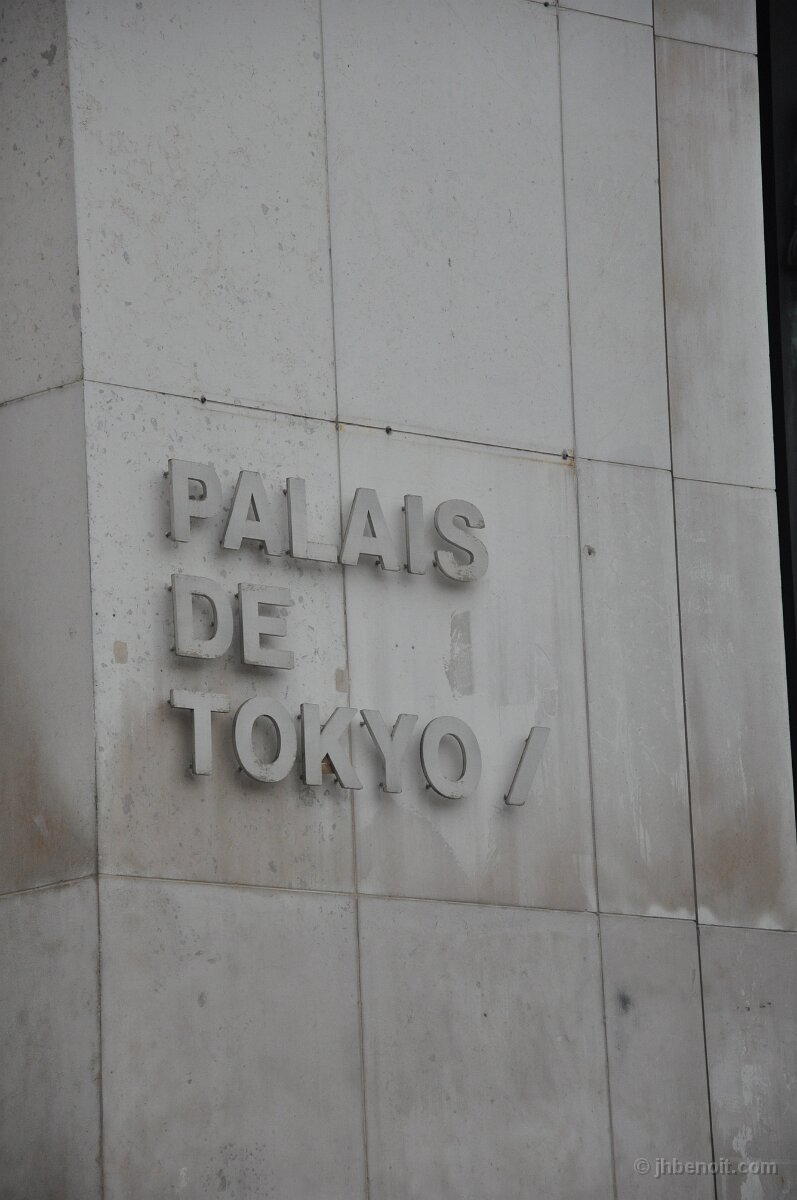 PALAIS
DE
TOKYO /
© jhbenoit.com